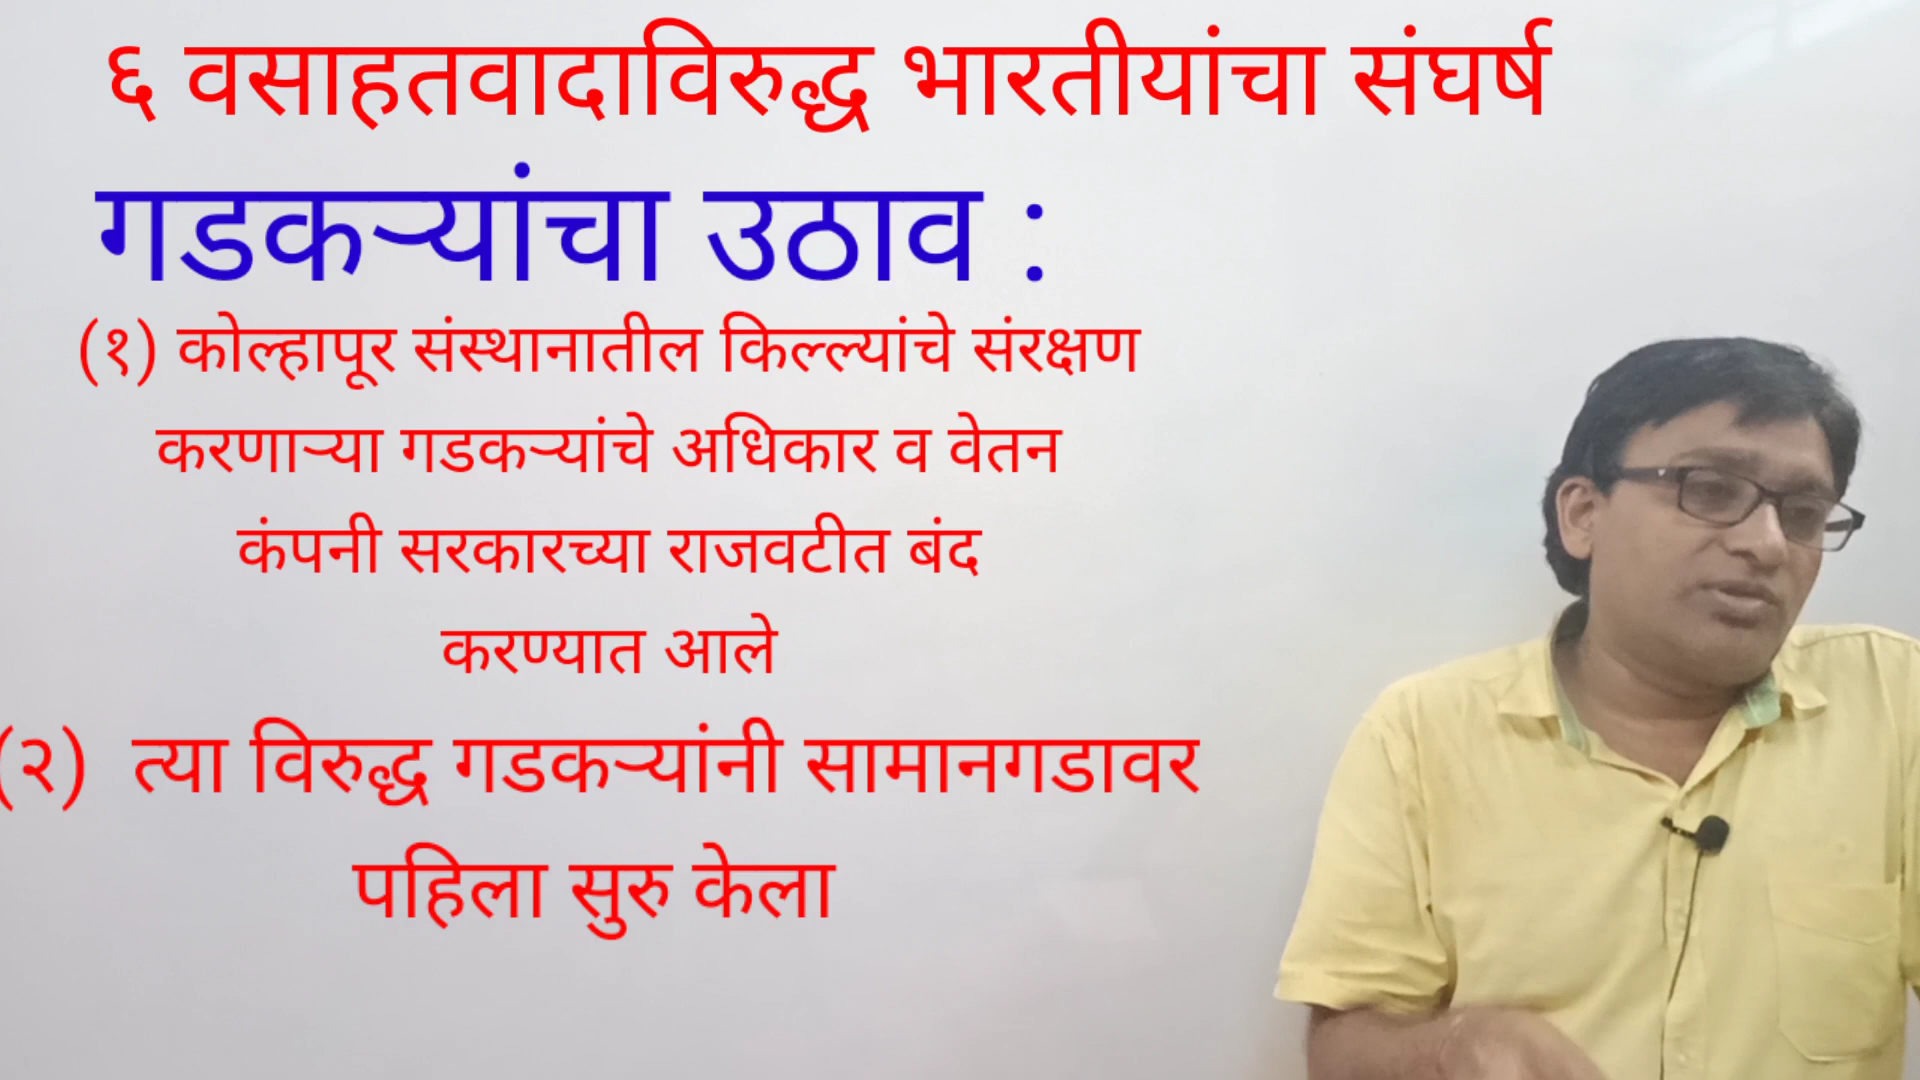 ६ वसाहतवादाविरुद्ध भारतीयांचा संघर्ष
गडकऱ्यांचा उठाव :
(१) कोल्हापूर संस्थानातील किल्ल्यांचे संरक्षण
करणाऱ्या गडकऱ्यांचे अधिकार व वेतन
कंपनी सरकारच्या राजवटीत बंद
करण्यात आले
(२) त्या विरुद्ध गडकऱ्यांनी सामानगडावर
पहिला सुरु केला